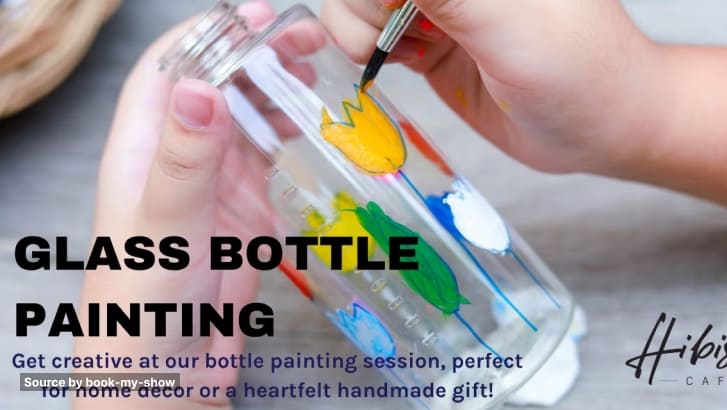 GLASS BOTTLE
PAINTING
Get creative at our bottle painting session, perfect
for home decor or a heartfelt handmade gift!
Source by book-my-show